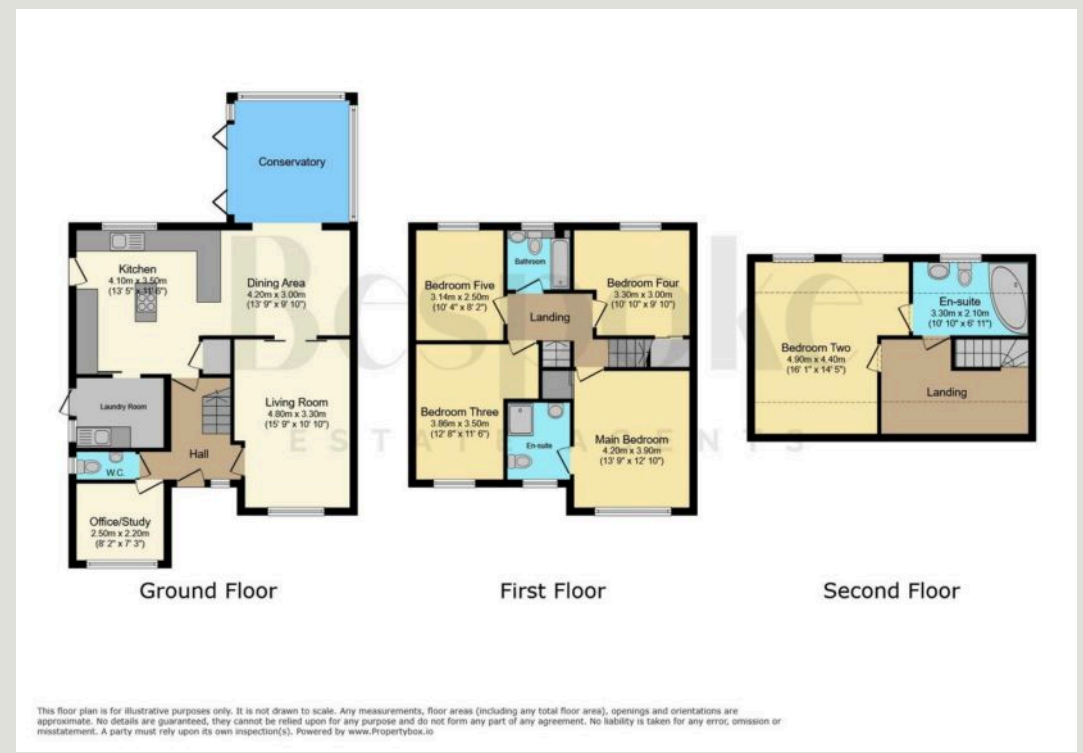 Conservatory
Kitchen
4.10m x 3.50m
(13' 5" x 11' 6")
Dining Area
4.20m x 3.00m
(13' 9" x 9' 10")
Laundry Room
Living Room
4.80m x 3.30m
(15' 9" x 10' 10")
Hall
W.C.
Office/Study
2.50m x 2.20m
(8' 2" x 7' 3")
Ground Floor
Bedroom Five
3.14m x 2.50m
(10' 4" x 8' 2")
Bathroom
Bedroom Four
3.30m x 3.00m
(10' 10" x 9' 10")
Landing
Bedroom Three
3.86m x 3.50m
(12' 8" x 11' 6")
En-suite
Main Bedroom
4.20m x 3.90m
(13' 9" x 12' 10")
First Floor
En-suite
3.30m x 2.10m
(10' 10" x 6' 11")
Bedroom Two
4.90m x 4.40m
(16' 1" x 14' 5")
Landing
Second Floor
Bespoke
ESTATE AGENTS
This floor plan is for illustrative purposes only. It is not drawn to scale. Any measurements, floor areas (including any total floor area), openings and orientations are
approximate. No details are guaranteed, they cannot be relied upon for any purpose and do not form any part of any agreement. No liability is taken for any error, omission or
misstatement. A party must rely upon its own inspection(s). Powered by www.Propertybox.io